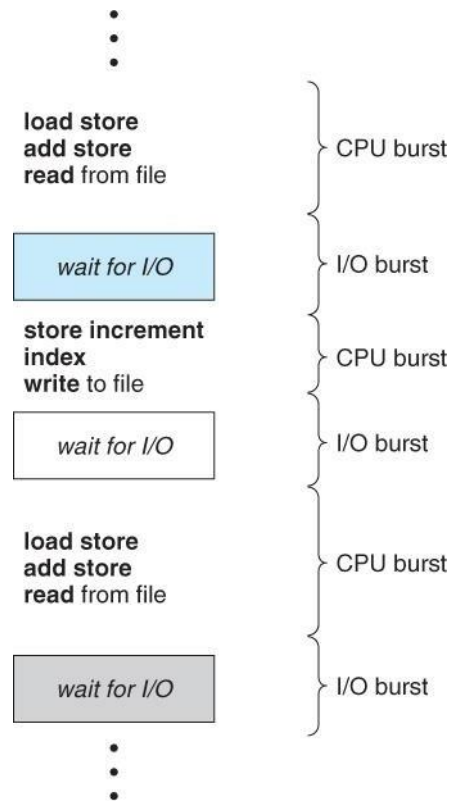 load store
add store
read from file
CPU burst
wait for I/O
I/O burst
store increment
index
write to file
CPU burst
wait for I/O
I/O burst
load store
add store
read from file
CPU burst
wait for I/O
I/O burst